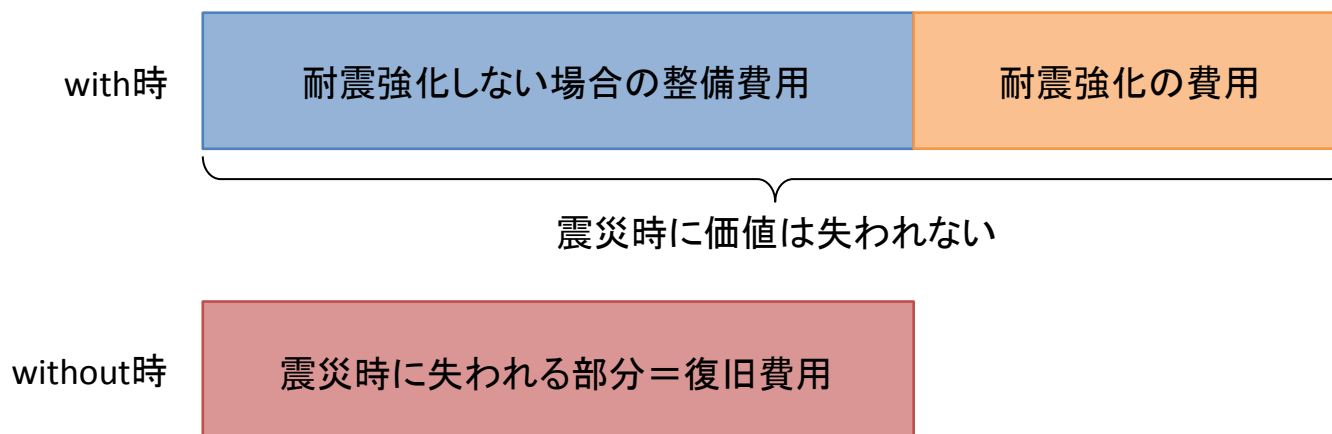 with時
耐震強化しない場合の整備費用
耐震強化の費用
震災時に価値は失われない
without時
震災時に失われる部分＝復旧費用